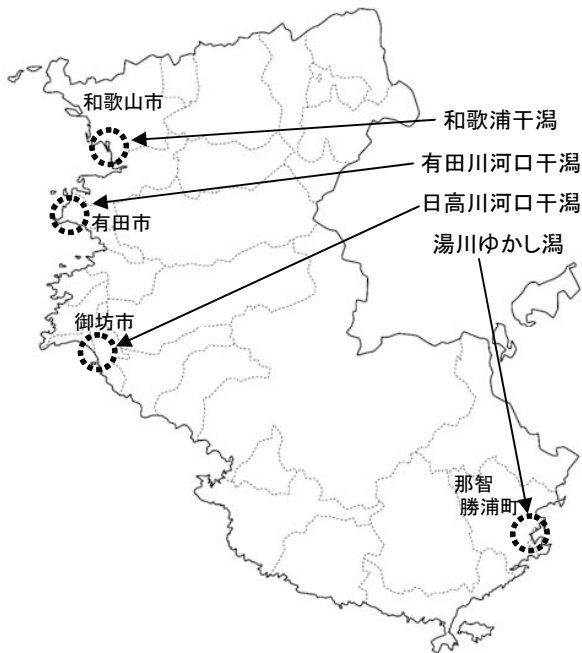 和歌山市
和歌浦干潟
有田川河口干潟
有田市
日高川河口干潟
湯川ゆかし潟
御坊市
那智
勝浦町